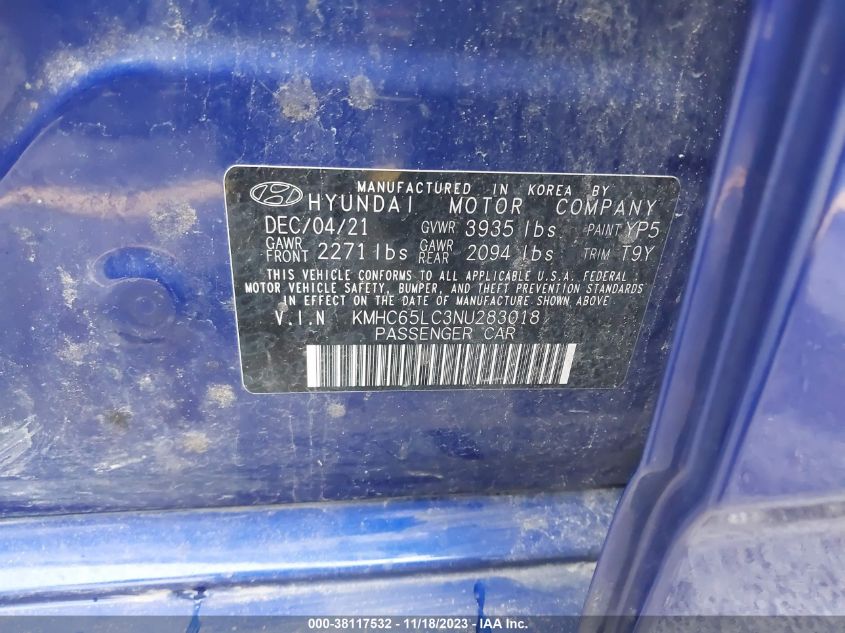 MANUFACTURED IN KOREA BY
HYUNDAI MOTOR COMPANY
DEC/04/21 GVWR 3935 lbs PAINT YP5
GAWR FRONT 2271 lbs GAWR REAR 2094 lbs TRIM T9Y
THIS VEHICLE CONFORMS TO ALL APPLICABLE U.S.A. FEDERAL
MOTOR VEHICLE SAFETY, BUMPER, AND THEFT PREVENTION STANDARDS
IN EFFECT ON THE DATE OF MANUFACTURE SHOWN ABOVE
V.I.N KMHC65LC3NU283018
PASSENGER CAR
000-38117532 - 11/18/2023 - IAA Inc.